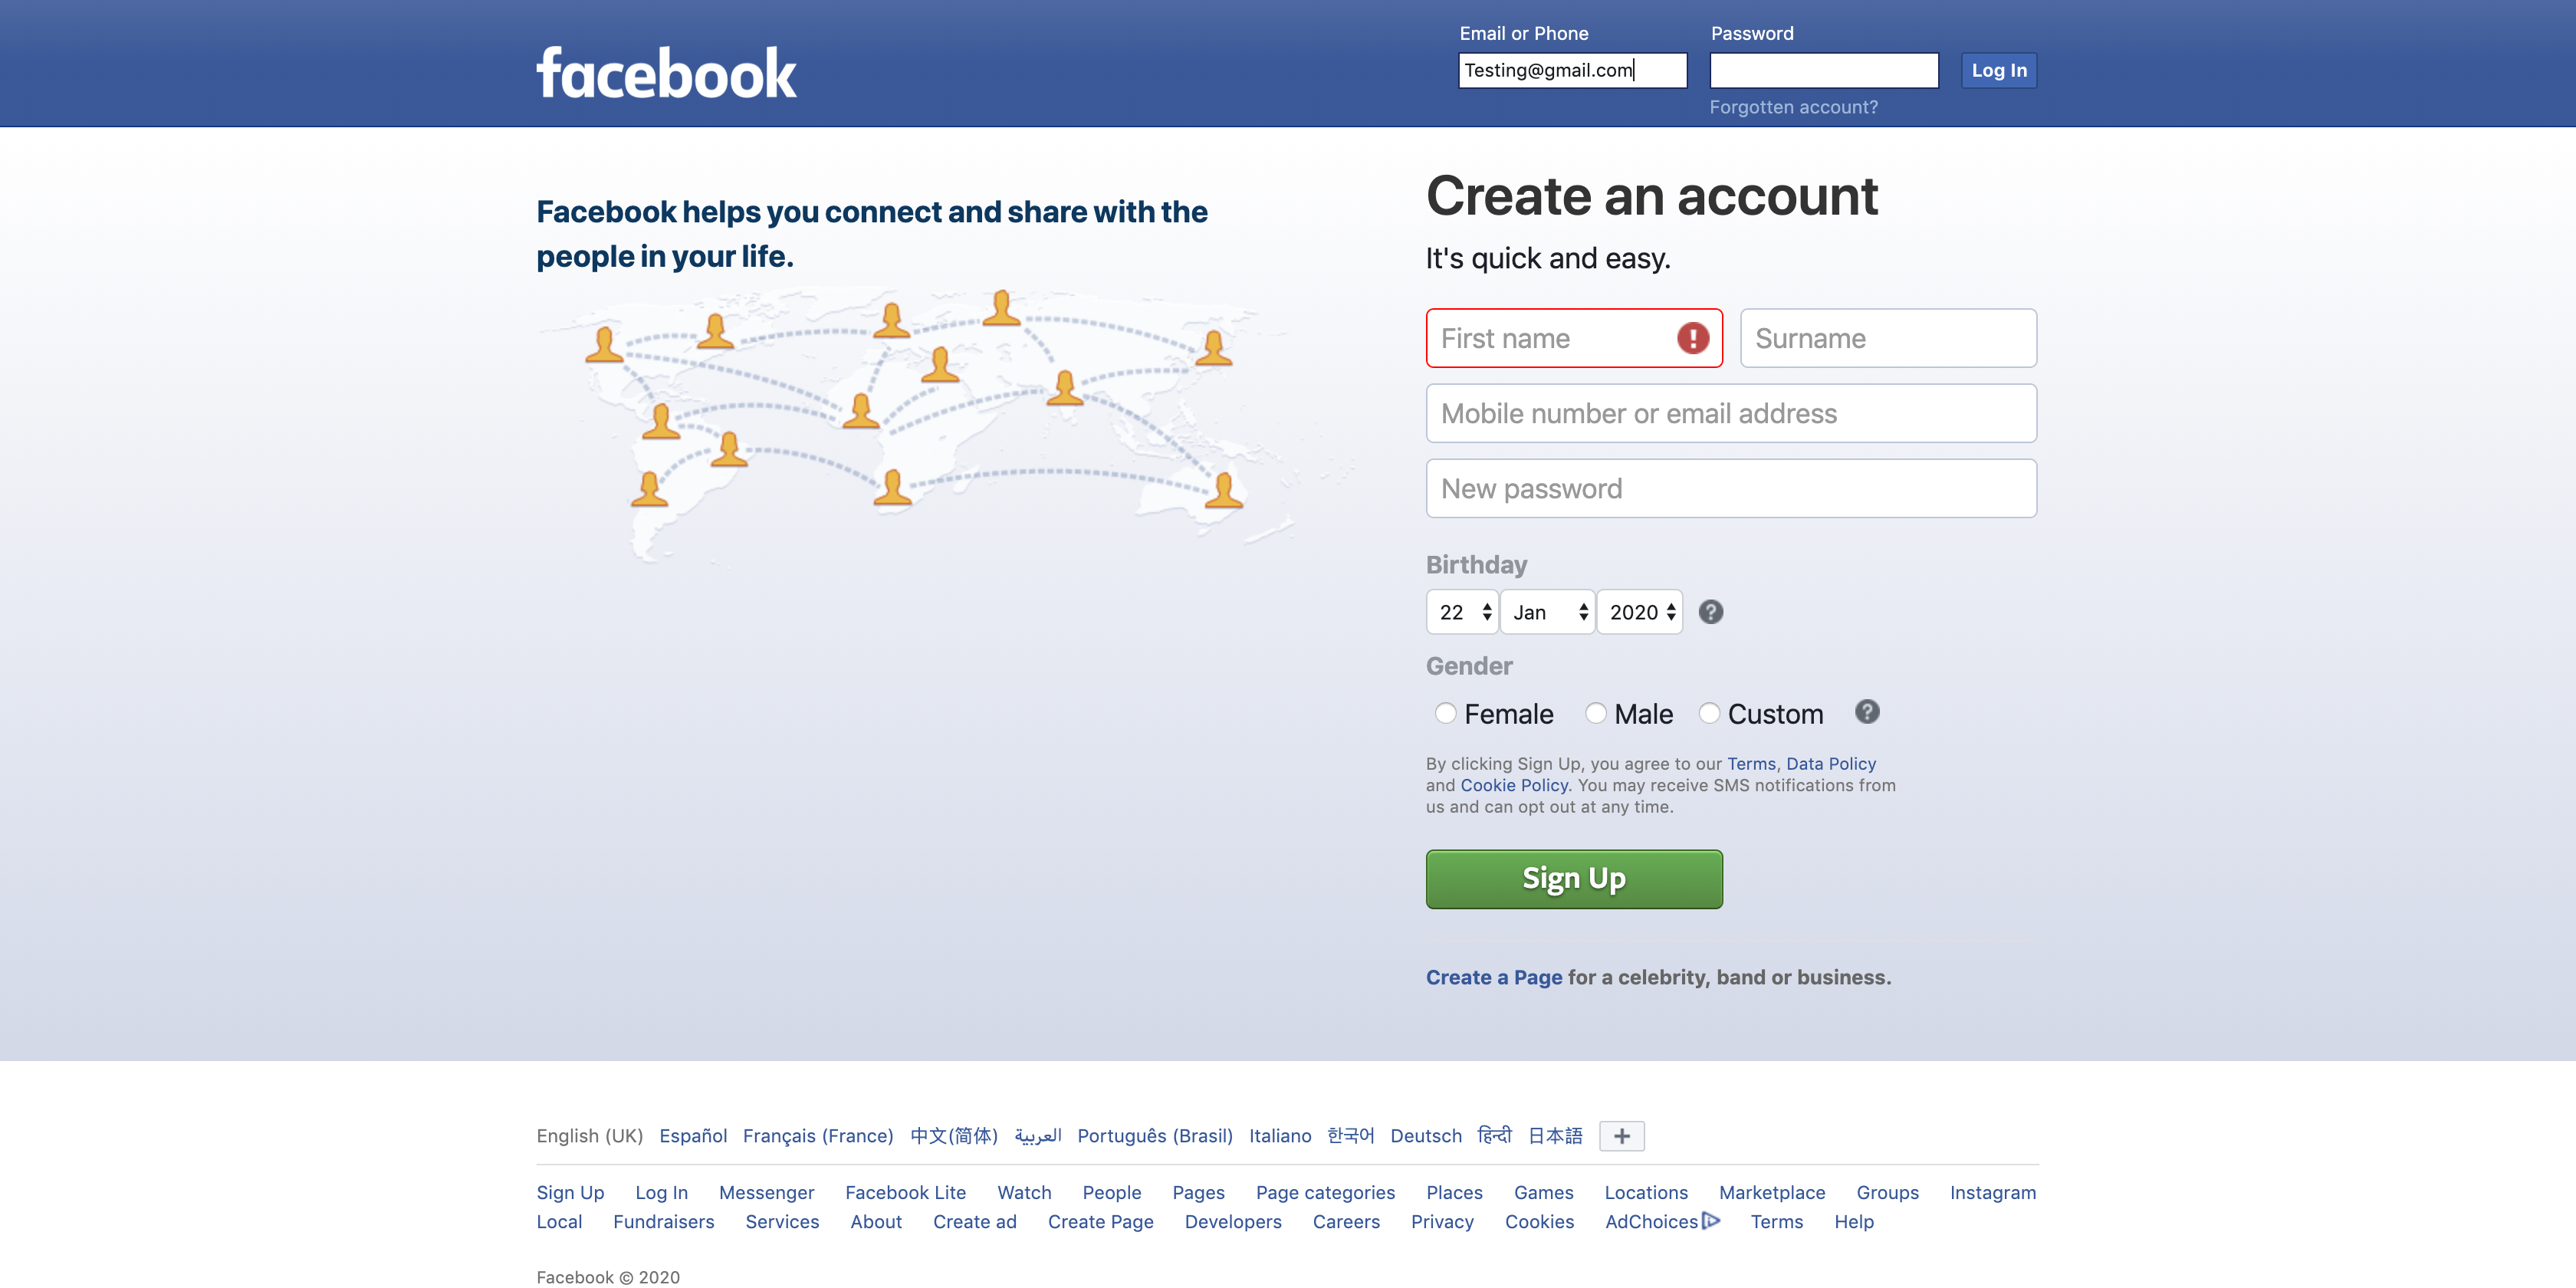 facebook
Email or Phone
Password
Testing@gmail.com
Log In
Forgotten account?
Facebook helps you connect and share with the
people in your life.
Create an account
It's quick and easy.
First name
Surname
Mobile number or email address
New password
Birthday
22 Jan 2020
Gender
Female Male Custom
By clicking Sign Up, you agree to our Terms, Data Policy
and Cookie Policy. You may receive SMS notifications from
us and can opt out at any time.
Sign Up
Create a Page for a celebrity, band or business.
English (UK) Español Français (France) 中文(简体) العربية Português (Brasil) Italiano 한국어 Deutsch हिन्दी 日本語
Sign Up Log In Messenger Facebook Lite Watch People Pages Page categories Places Games Locations Marketplace Groups Instagram
Local Fundraisers Services About Create ad Create Page Developers Careers Privacy Cookies AdChoices Terms Help
Facebook © 2020